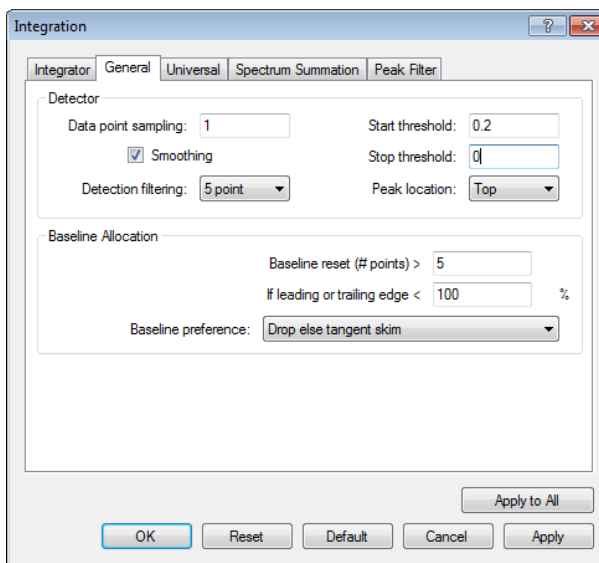 Integration
Integrator General Universal Spectrum Summation Peak Filter
Detector
Data point sampling: 1 Start threshold: 0.2
Smoothing Stop threshold: 0
Detection filtering: 5 point Peak location: Top
Baseline Allocation
Baseline reset (# points) > 5
If leading or trailing edge < 100 %
Baseline preference: Drop else tangent skim
Apply to All
OK Reset Default Cancel Apply